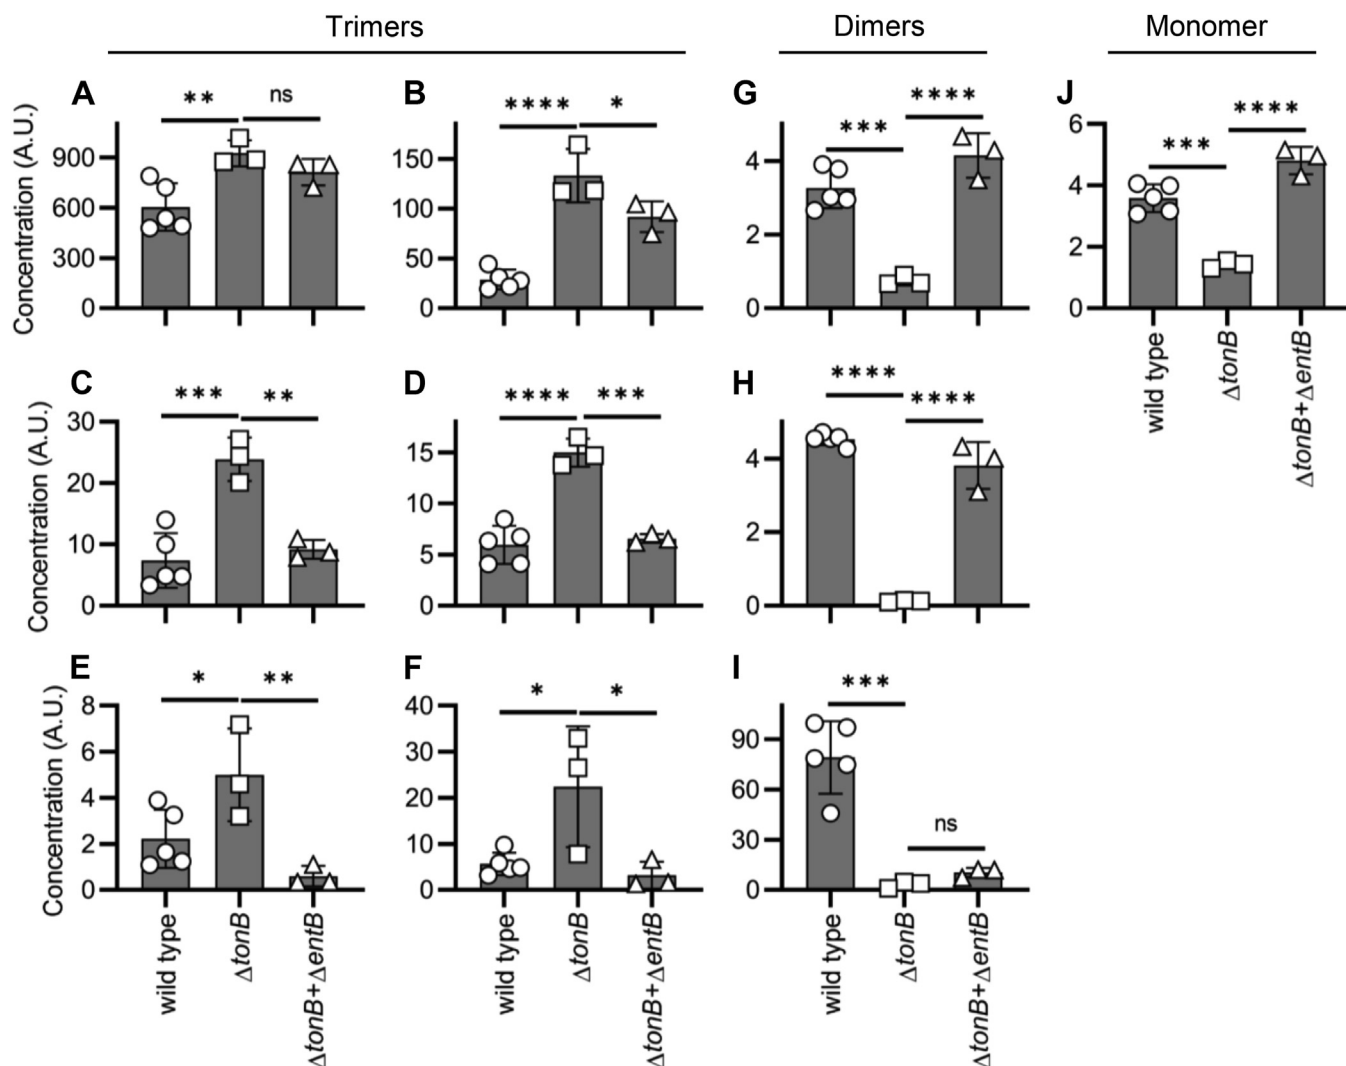 Trimers Dimers Monomer
A ** ns
Concentration (A.U.)
900
600
300
0
B **** *
150
100
50
0
G *** ****
4
2
0
J *** ****
6
4
2
0
wild type
ΔtonB
ΔtonB+ΔentB
C *** **
Concentration (A.U.)
30
20
10
0
D **** ***
15
10
5
0
H **** ****
4
2
0
E * **
Concentration (A.U.)
8
6
4
2
0
wild type
ΔtonB
ΔtonB+ΔentB
F * *
40
30
20
10
0
wild type
ΔtonB
ΔtonB+ΔentB
I *** ns
90
60
30
0
wild type
ΔtonB
ΔtonB+ΔentB